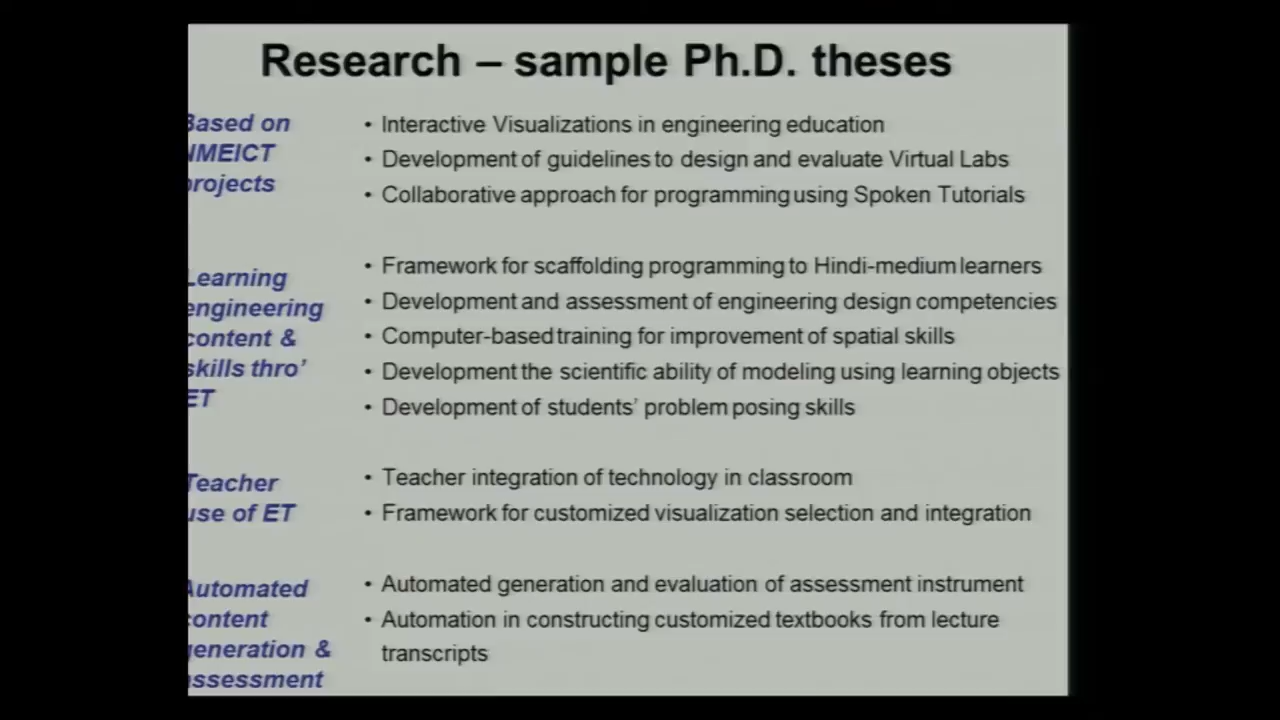 Research – sample Ph.D. theses
Based on
NMEICT
projects
• Interactive Visualizations in engineering education
• Development of guidelines to design and evaluate Virtual Labs
• Collaborative approach for programming using Spoken Tutorials
Learning
engineering
content &
skills thro’
ET
• Framework for scaffolding programming to Hindi-medium learners
• Development and assessment of engineering design competencies
• Computer-based training for improvement of spatial skills
• Development the scientific ability of modeling using learning objects
• Development of students’ problem posing skills
Teacher
use of ET
• Teacher integration of technology in classroom
• Framework for customized visualization selection and integration
Automated
content
generation &
assessment
• Automated generation and evaluation of assessment instrument
• Automation in constructing customized textbooks from lecture
transcripts